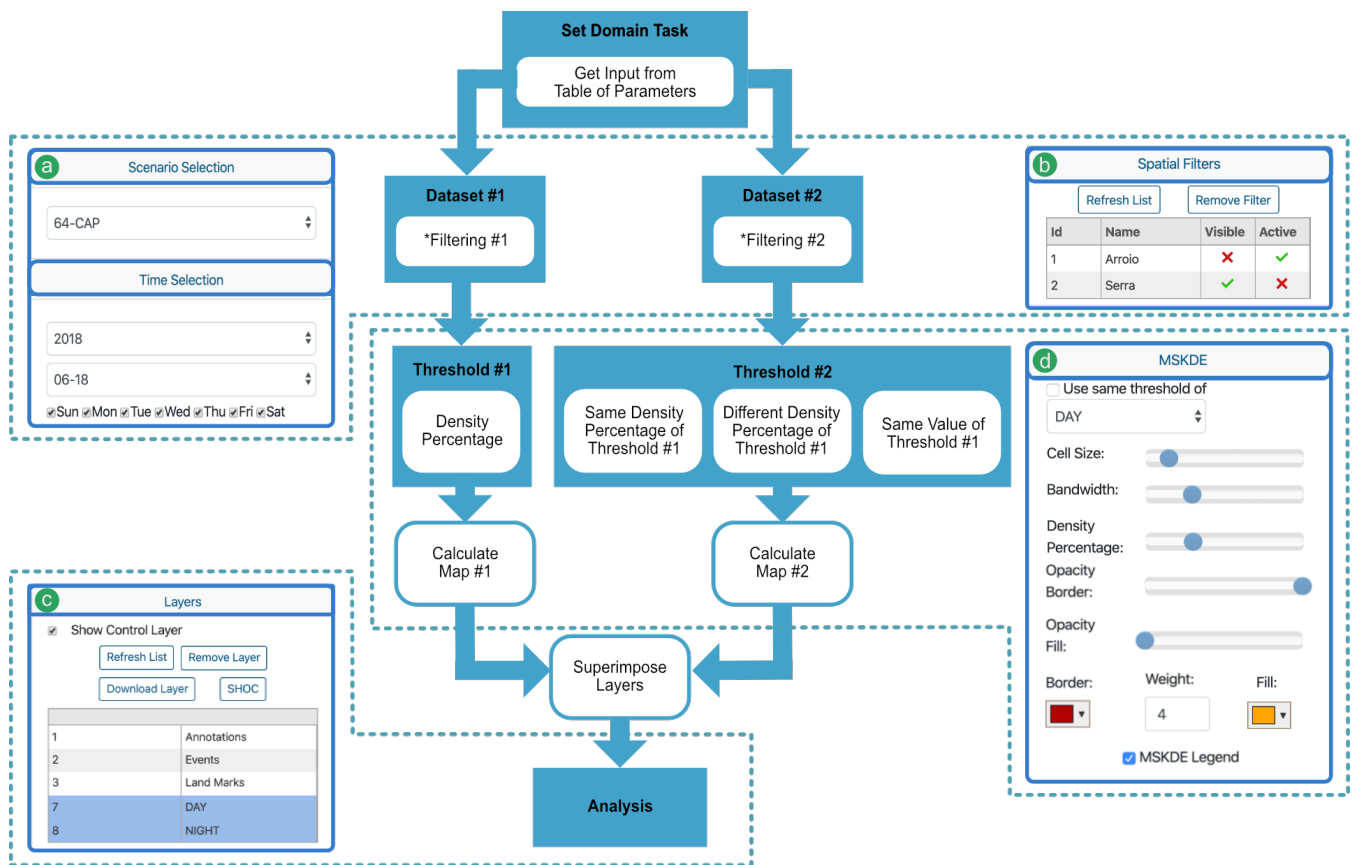 Set Domain Task
Get Input from
Table of Parameters
a
Scenario Selection
64-CAP
Time Selection
2018
06-18
Sun Mon Tue Wed Thu Fri Sat
Dataset #1
*Filtering #1
Dataset #2
*Filtering #2
b
Spatial Filters
Refresh List Remove Filter
Id Name Visible Active
1 Arroio
2 Serra
Threshold #1
Density
Percentage
Threshold #2
Same Density
Percentage of
Threshold #1
Different Density
Percentage of
Threshold #1
Same Value of
Threshold #1
Calculate
Map #1
Calculate
Map #2
d
MSKDE
Use same threshold of
DAY
Cell Size:
Bandwidth:
Density
Percentage:
Opacity
Border:
Opacity
Fill:
Border: Weight: Fill:
4
MSKDE Legend
c
Layers
Show Control Layer
Refresh List Remove Layer
Download Layer SHOC
1 Annotations
2 Events
3 Land Marks
7 DAY
8 NIGHT
Superimpose
Layers
Analysis